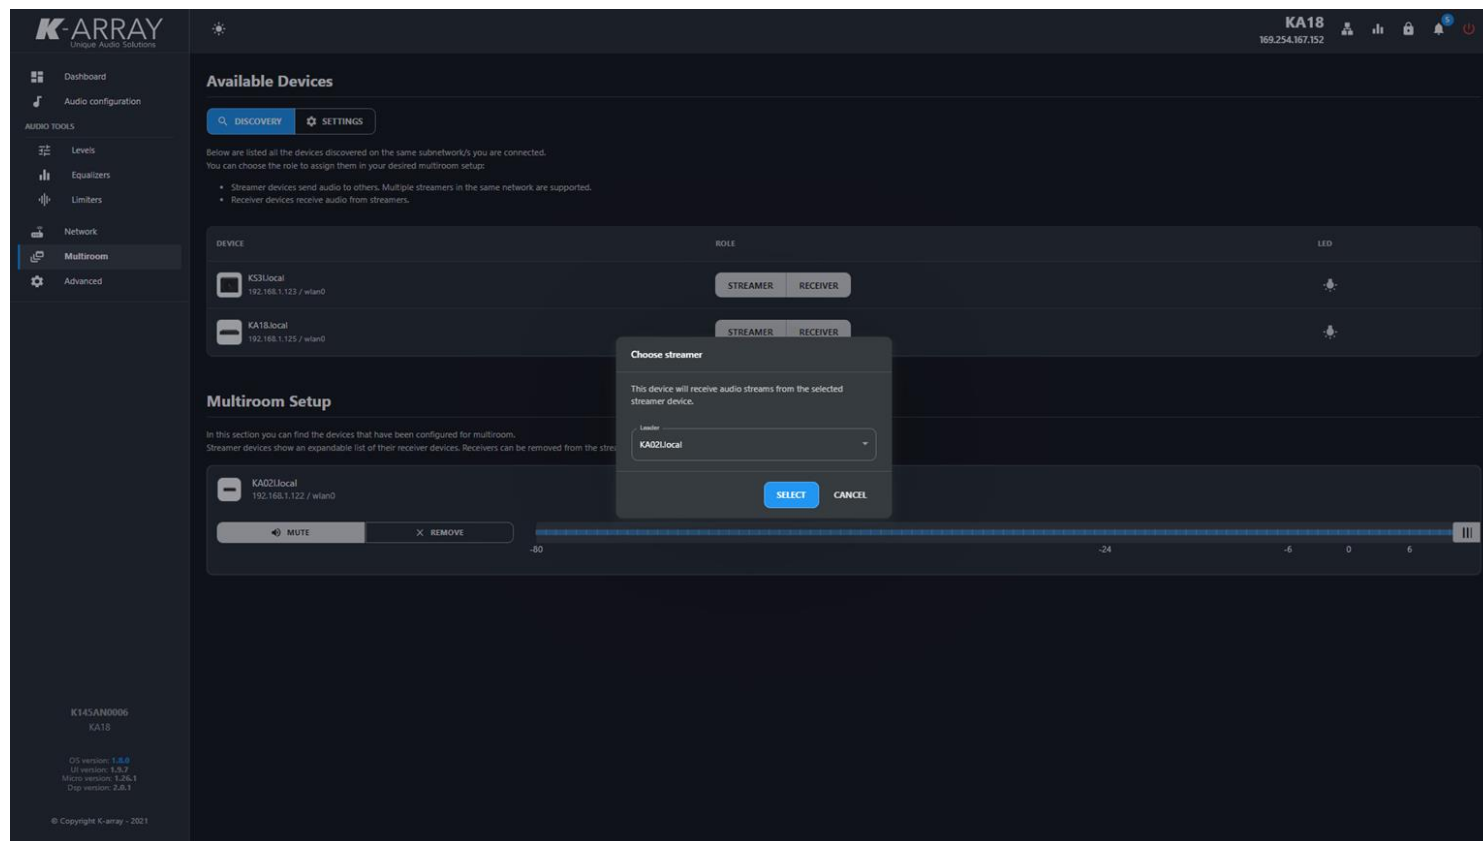 K-ARRAY
Unique Audio Solutions
KA18
169.254.167.152
5
Dashboard
Audio configuration
AUDIO TOOLS
Levels
Equalizers
Limiters
Network
Multiroom
Advanced
Available Devices
DISCOVERY
SETTINGS
Below are listed all the devices discovered on the same subnetwork/s you are connected.
You can choose the role to assign them in your desired multiroom setup:
• Streamer devices send audio to others. Multiple streamers in the same network are supported.
• Receiver devices receive audio from streamers.
DEVICE ROLE LED
KS3I.local
192.168.1.123 / wlan0
STREAMER RECEIVER
KA18.local
192.168.1.125 / wlan0
STREAMER RECEIVER
Choose streamer
This device will receive audio streams from the selected
streamer device.
Leader
KA02I.local
SELECT CANCEL
Multiroom Setup
In this section you can find the devices that have been configured for multiroom.
Streamer devices show an expandable list of their receiver devices. Receivers can be removed from the
KA02I.local
192.168.1.122 / wlan0
MUTE
REMOVE
-80 -24 -6 0 6
K145AN0006
KA18
OS version: 1.8.0
UI version: 1.9.7
Micro version: 1.26.1
Dsp version: 2.0.1
© Copyright K-array - 2021